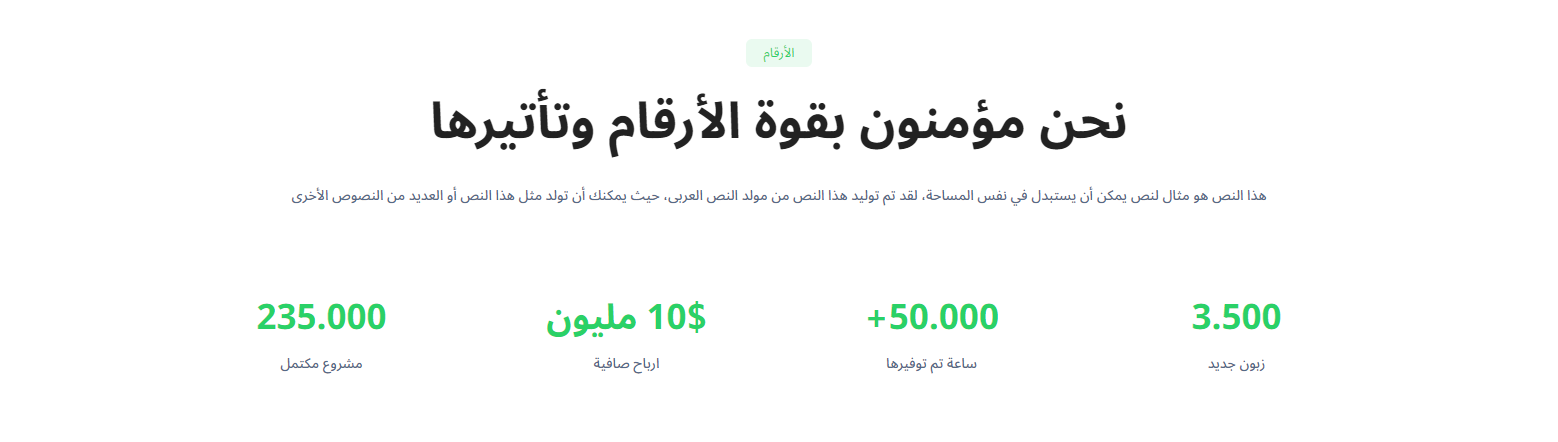 الأرقام
نحن مؤمنون بقوة الأرقام وتأتيرها
هذا النص هو مثال لنص يمكن أن يستبدل في نفس المساحة، لقد تم توليد هذا النص من مولد النص العربى، حيث يمكنك أن تولد مثل هذا النص أو العديد من النصوص الأخرى
3.500
زبون جديد
50.000+
ساعة تم توفيرها
10$ مليون
ارباح صافية
235.000
مشروع مكتمل